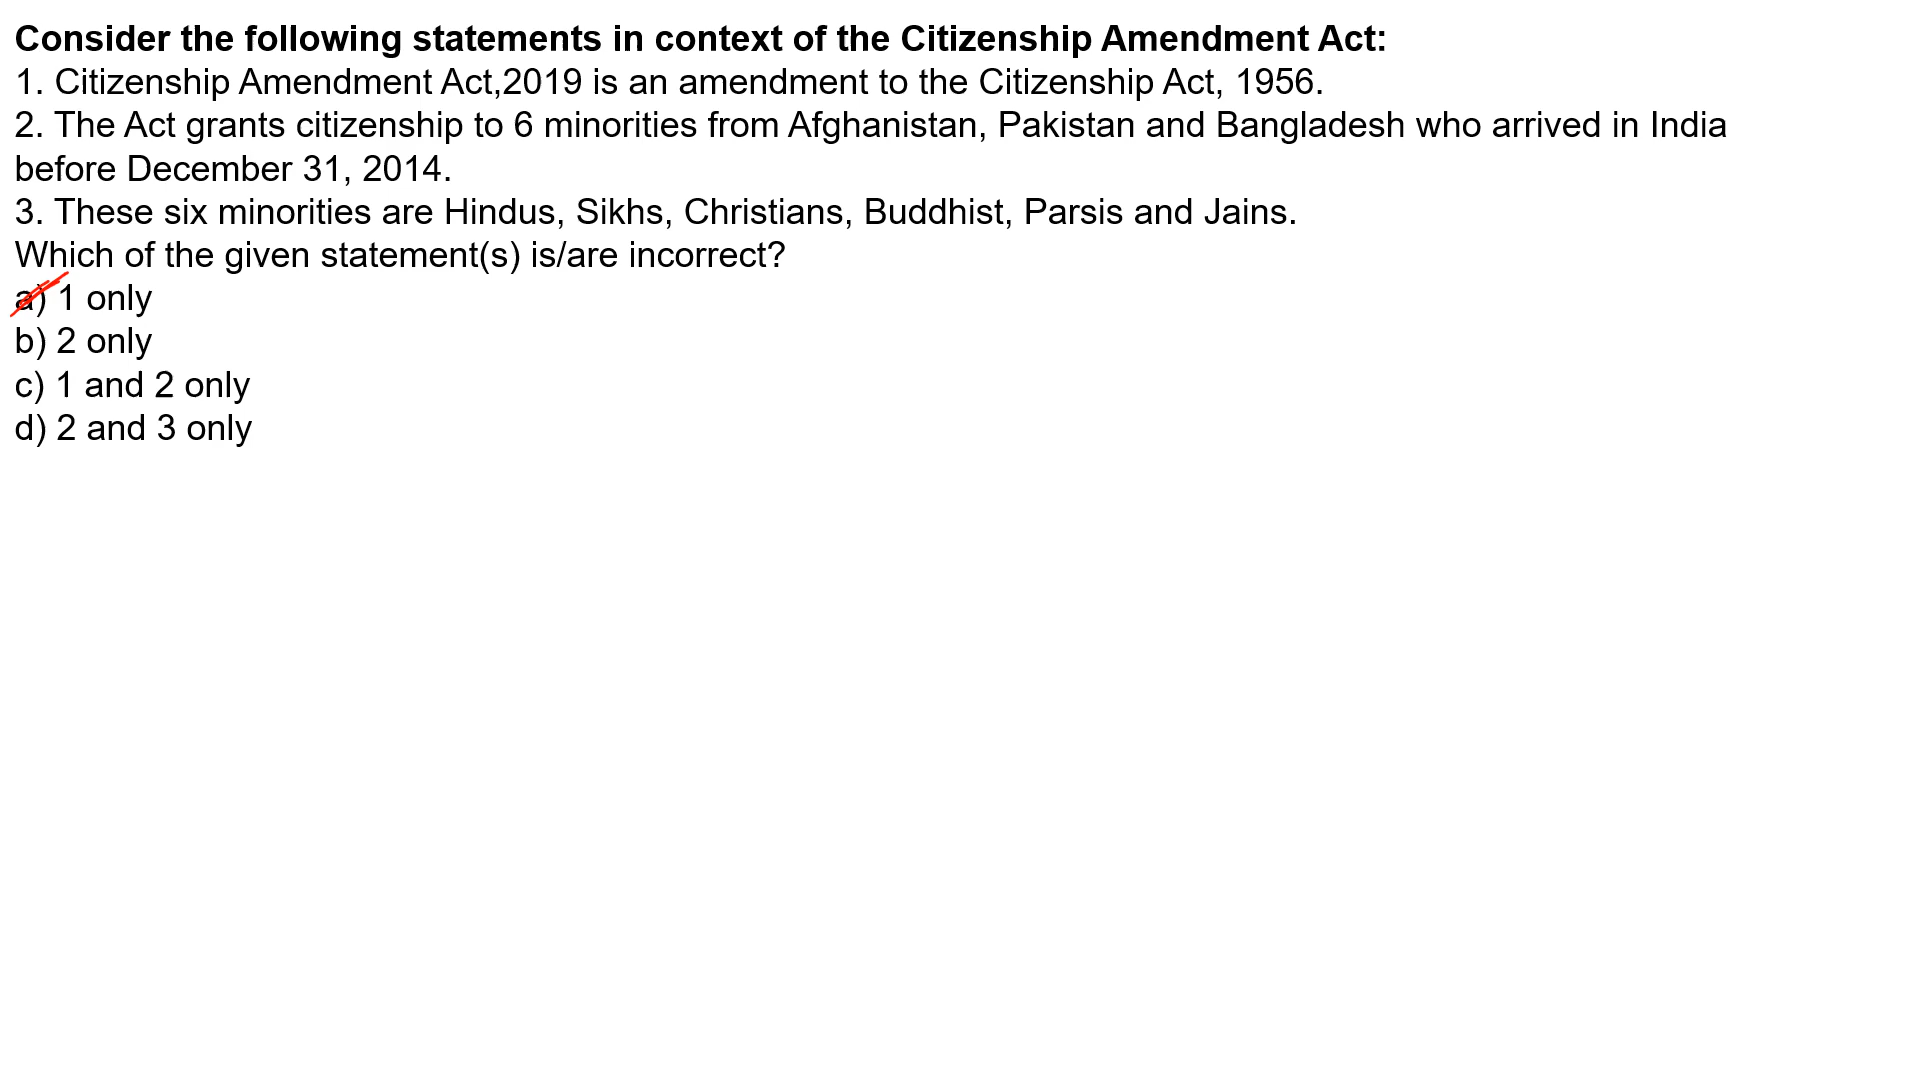 Consider the following statements in context of the Citizenship Amendment Act:
1. Citizenship Amendment Act,2019 is an amendment to the Citizenship Act, 1956.
2. The Act grants citizenship to 6 minorities from Afghanistan, Pakistan and Bangladesh who arrived in India
before December 31, 2014.
3. These six minorities are Hindus, Sikhs, Christians, Buddhist, Parsis and Jains.
Which of the given statement(s) is/are incorrect?
a) 1 only
b) 2 only
c) 1 and 2 only
d) 2 and 3 only